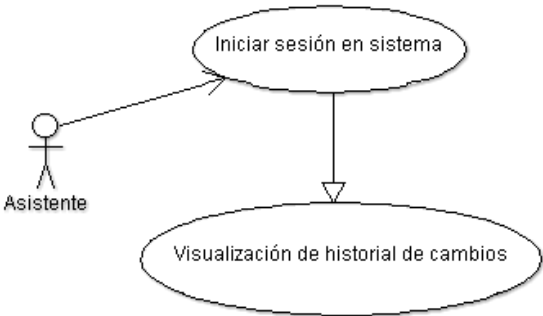 Iniciar sesión en sistema
Asistente
Visualización de historial de cambios